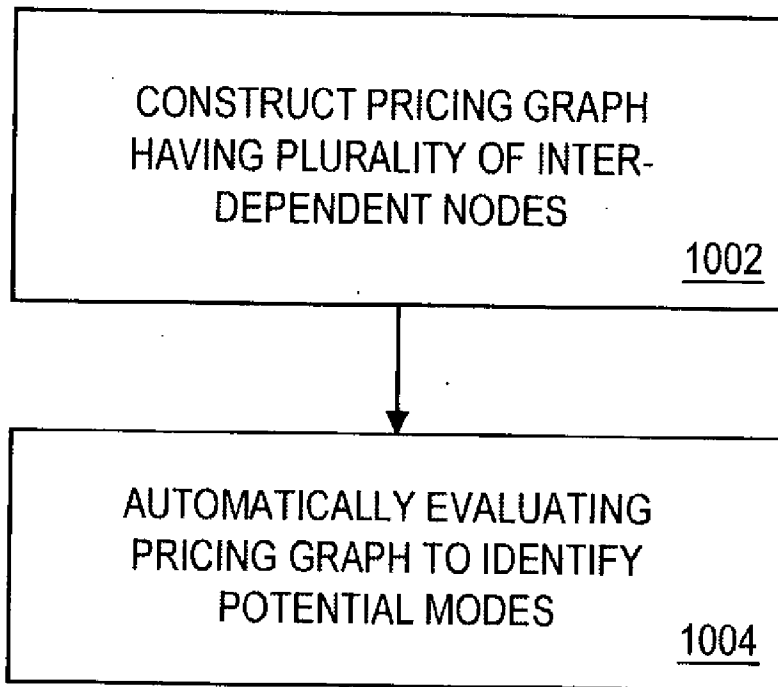 CONSTRUCT PRICING GRAPH
HAVING PLURALITY OF INTER-
DEPENDENT NODES
1002
AUTOMATICALLY EVALUATING
PRICING GRAPH TO IDENTIFY
POTENTIAL MODES
1004